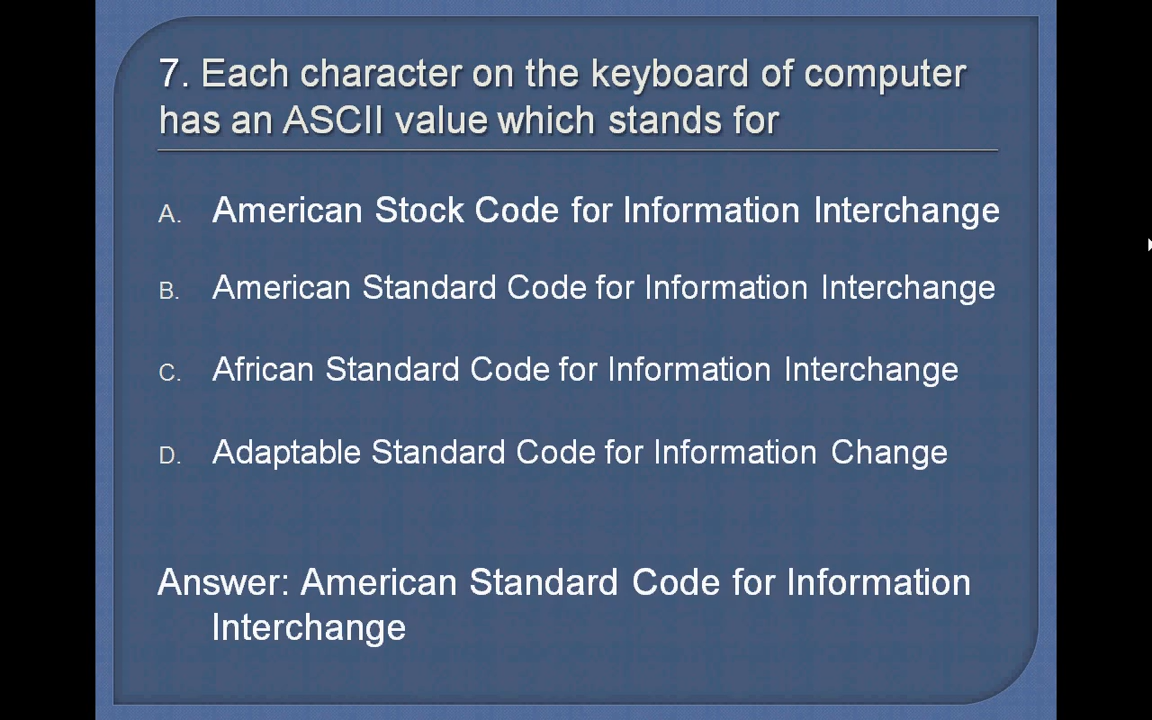 7. Each character on the keyboard of computer
has an ASCII value which stands for
A. American Stock Code for Information Interchange
B. American Standard Code for Information Interchange
C. African Standard Code for Information Interchange
D. Adaptable Standard Code for Information Change
Answer: American Standard Code for Information
Interchange